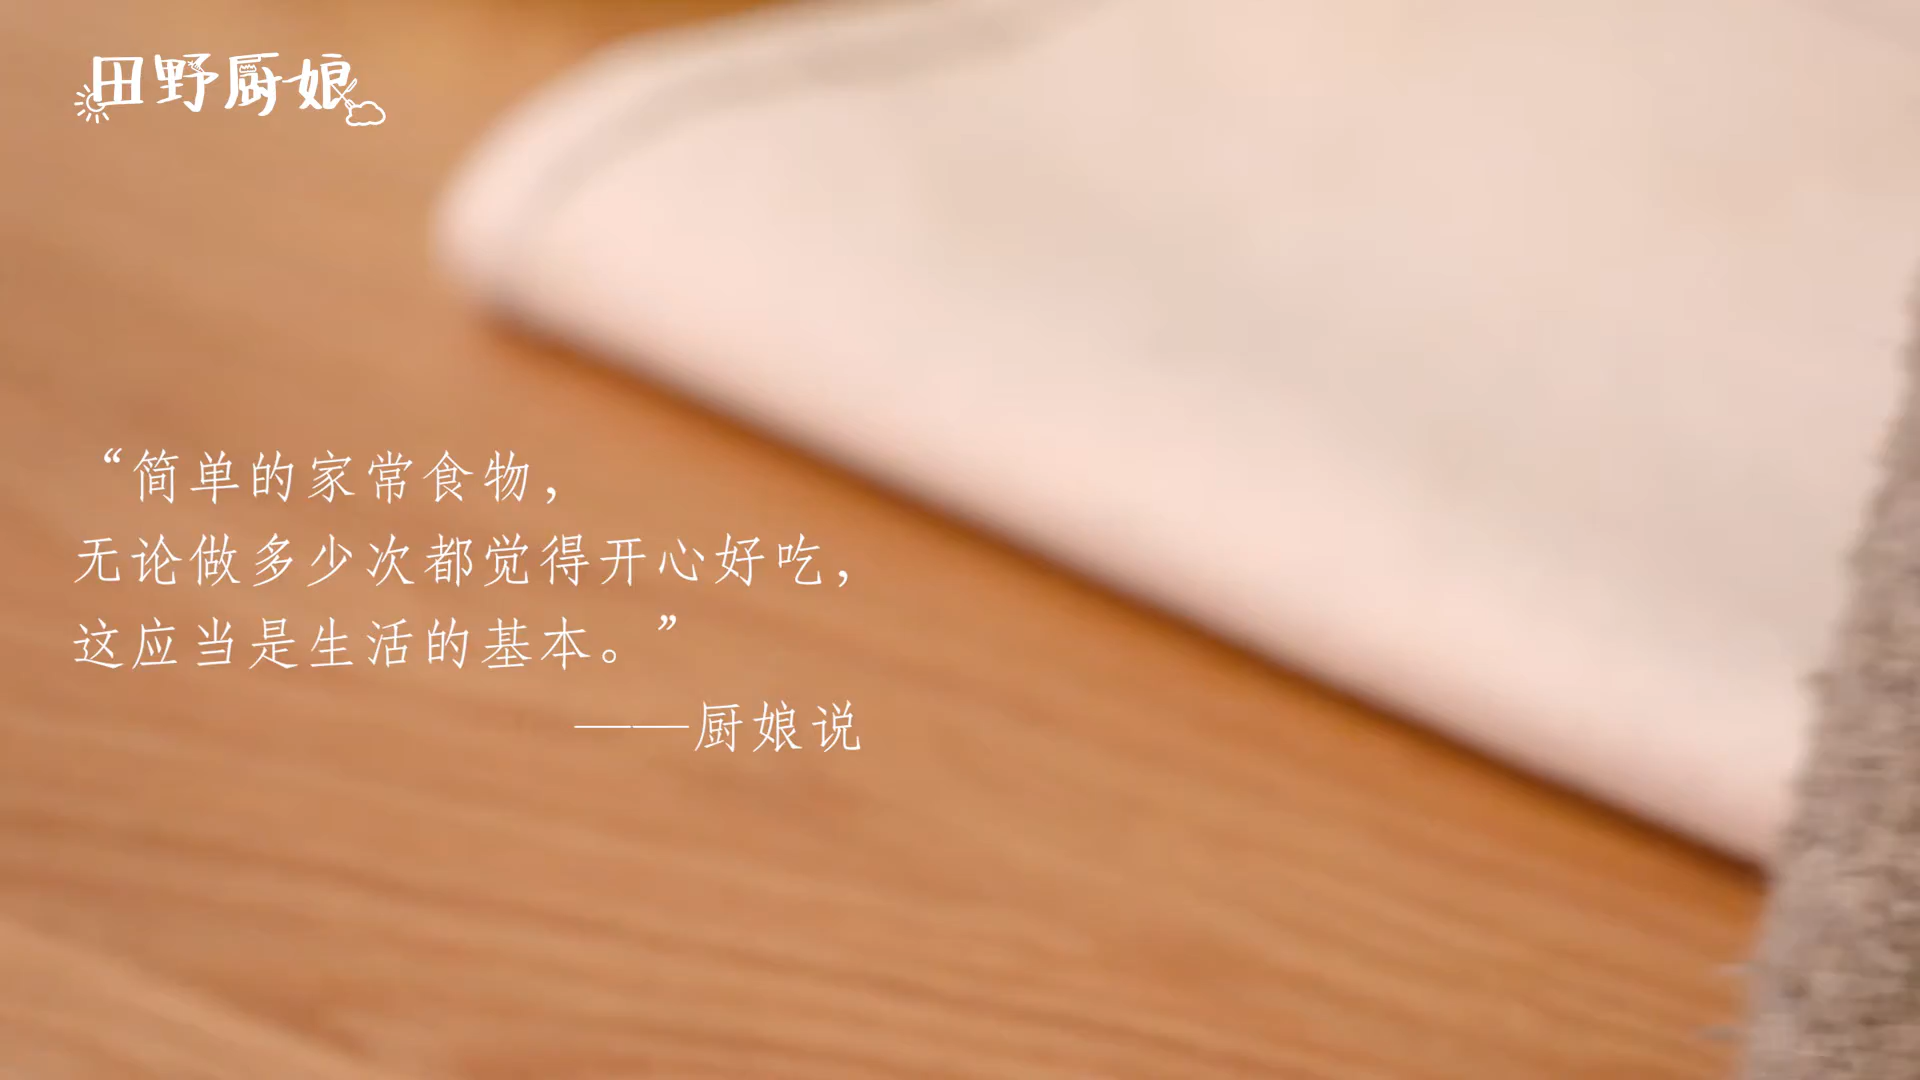 田野厨娘
“简单的家常食物，
无论做多少次都觉得开心好吃，
这应当是生活的基本。”
——厨娘说